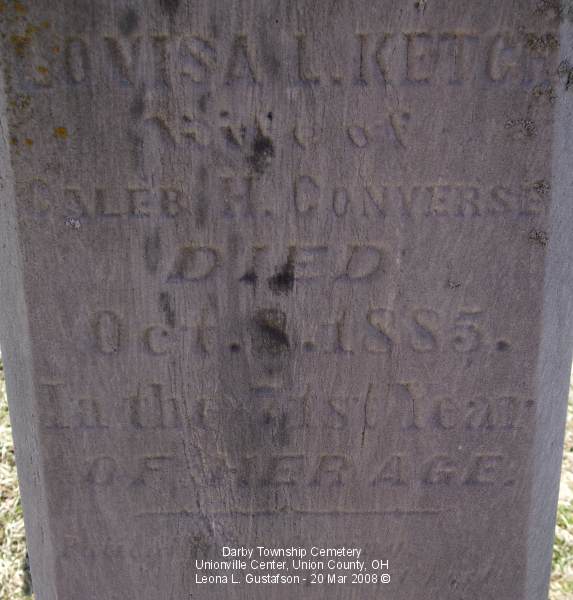 LOVISA L. KETCH
Wife of
CALEB H. CONVERSE
DIED
Oct. 8. 1885.
In the 71st Year
OF HER AGE.
Darby Township Cemetery
Unionville Center, Union County, OH
Leona L. Gustafson - 20 Mar 2008 ©